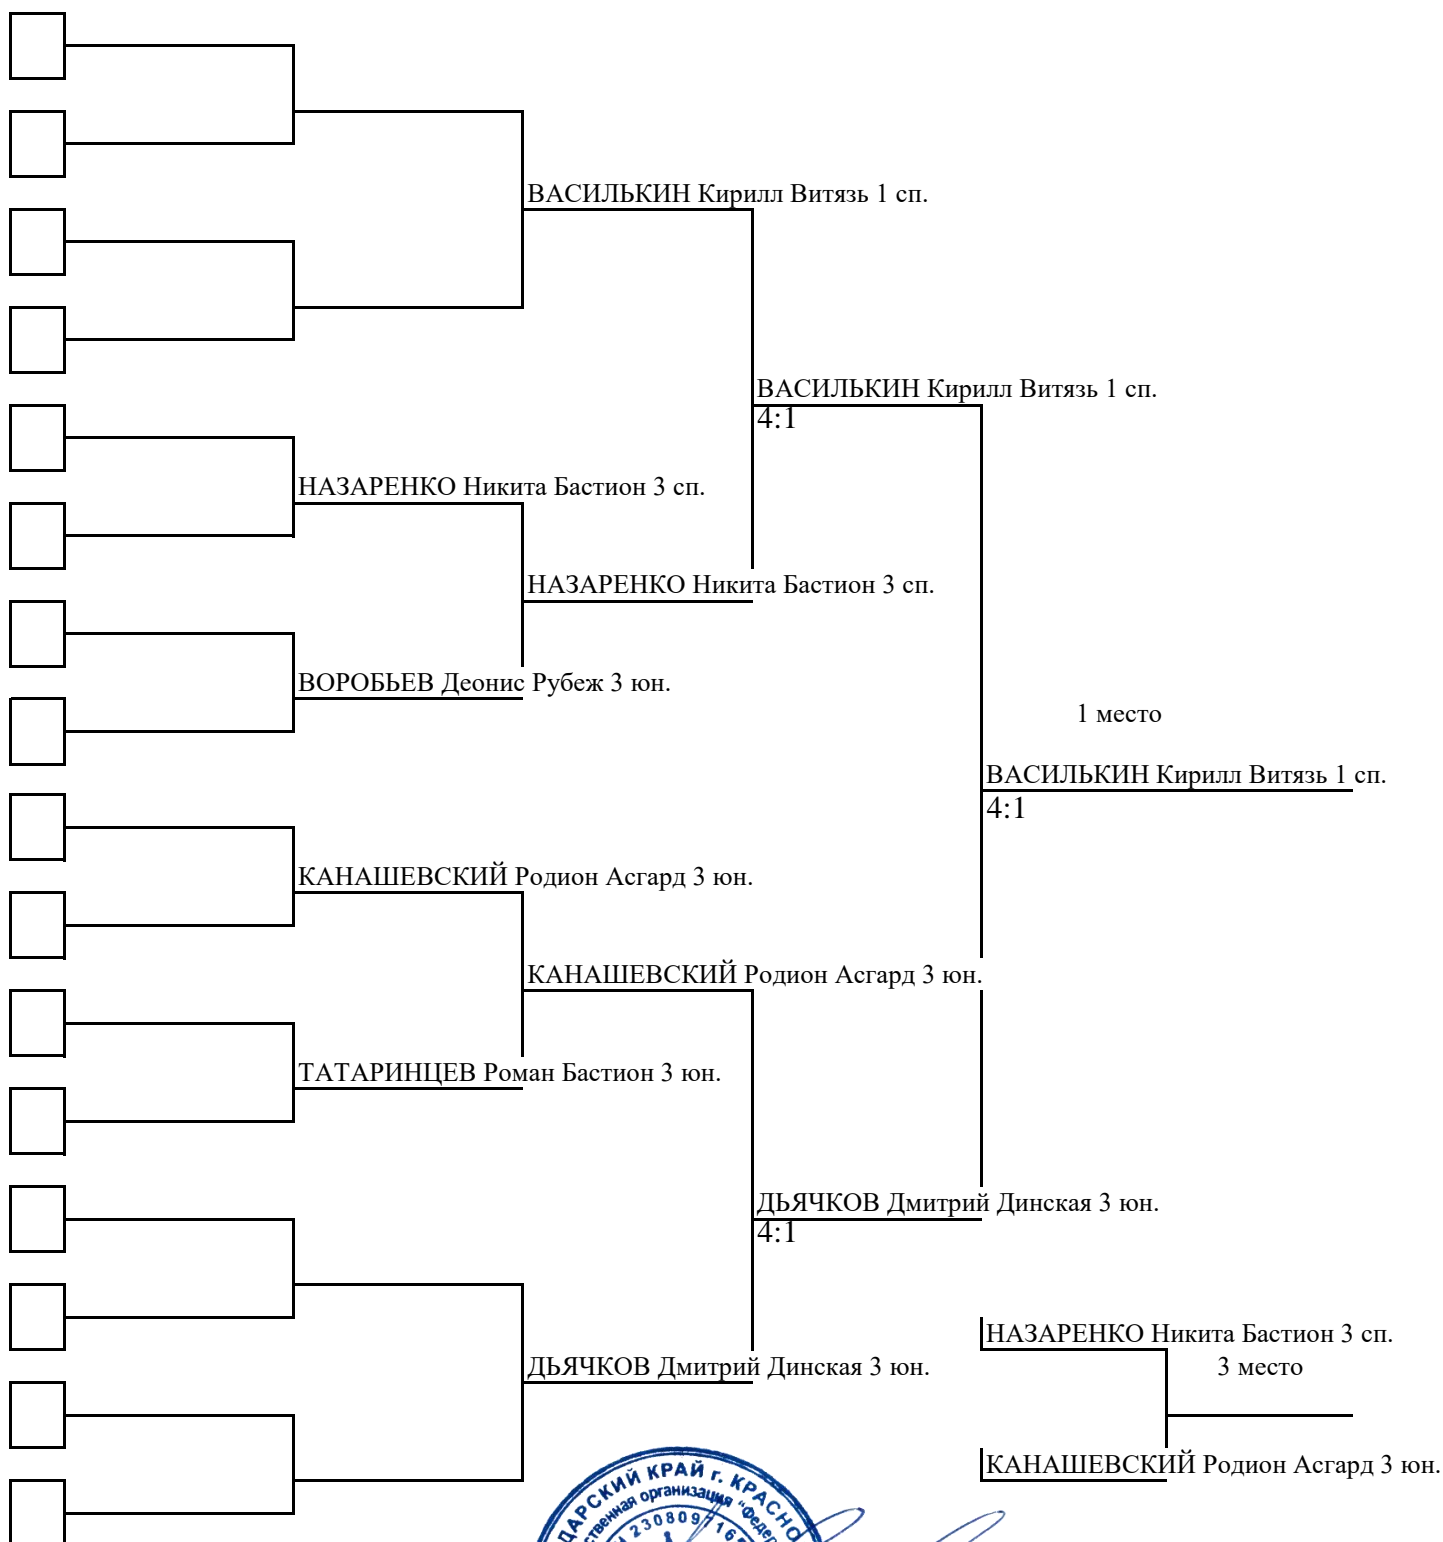 ВАСИЛЬКИН Кирилл Витязь 1 сп.
ВАСИЛЬКИН Кирилл Витязь 1 сп.
4:1
НАЗАРЕНКО Никита Бастион 3 сп.
НАЗАРЕНКО Никита Бастион 3 сп.
ВОРОБЬЕВ Деонис Рубеж 3 юн.
1 место
ВАСИЛЬКИН Кирилл Витязь 1 сп.
4:1
КАНАШЕВСКИЙ Родион Асгард 3 юн.
КАНАШЕВСКИЙ Родион Асгард 3 юн.
ТАТАРИНЦЕВ Роман Бастион 3 юн.
ДЬЯЧКОВ Дмитрий Динская 3 юн.
4:1
НАЗАРЕНКО Никита Бастион 3 сп.
ДЬЯЧКОВ Дмитрий Динская 3 юн.
3 место
КАНАШЕВСКИЙ Родион Асгард 3 юн.
КРАЙ г.
организация